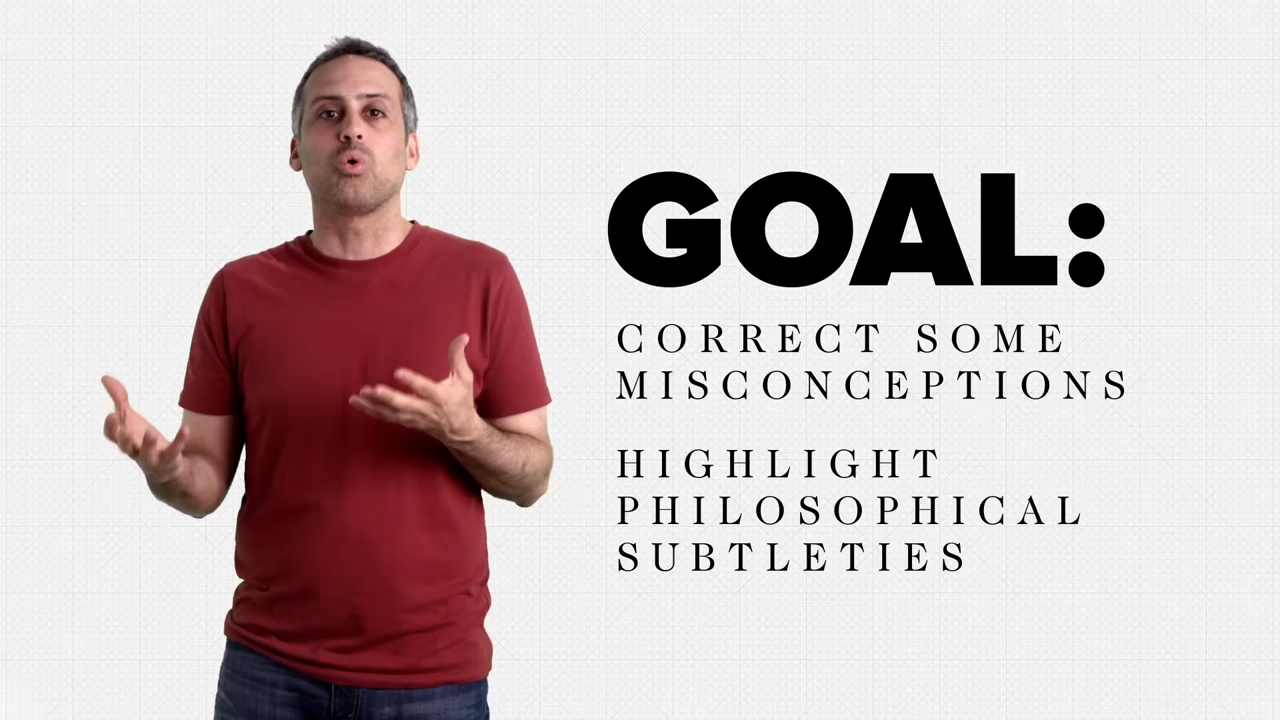 GOAL:
CORRECT SOME
MISCONCEPTIONS
HIGHLIGHT
PHILOSOPHICAL
SUBTLETIES